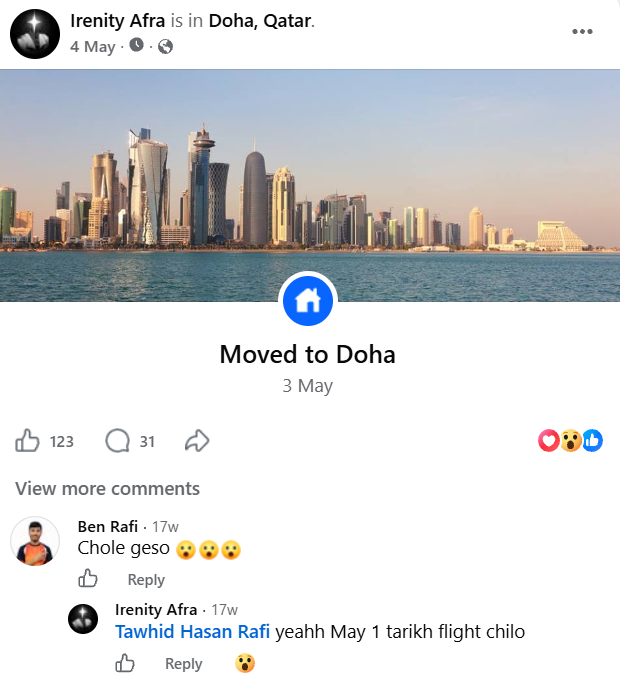 Irenity Afra is in Doha, Qatar.
4 May
Moved to Doha
3 May
123
31
View more comments
Ben Rafi · 17w
Chole geso 😮😮😮
Reply
Irenity Afra · 17w
Tawhid Hasan Rafi yeahh May 1 tarikh flight chilo
Reply